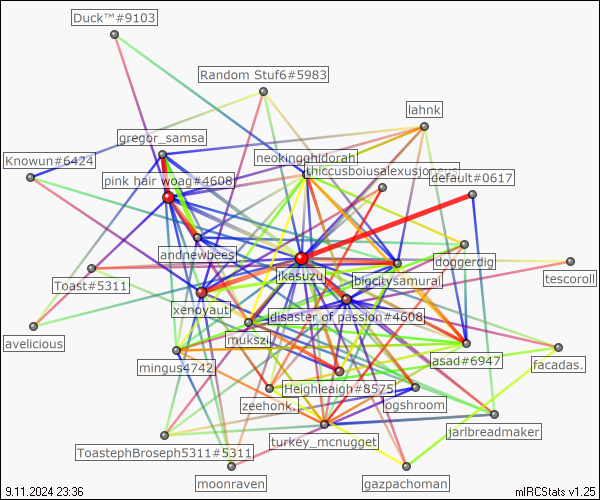 Duck™#9103
Random Stuf6#5983
lahnk
gregor_samsa
neokingghidorah
Knowun#6424
thiccusboiusalexusjones
pink hair woag#4608
default#0617
andnewbees
doggerdig
ikasuzu
bigcitysamurai
tescoroll
Toast#5311
xenoyaut
disaster of passion#4608
avelicious
mukszi
mingus4742
asad#6947
facadas.
Heighleaigh#8575
zeehonk.
ogshroom
jarlbreadmaker
turkey_mcnugget
ToastephBroseph5311#5311
moonraven
gazpachoman
9.11.2024 23:36
mIRCStats v1.25